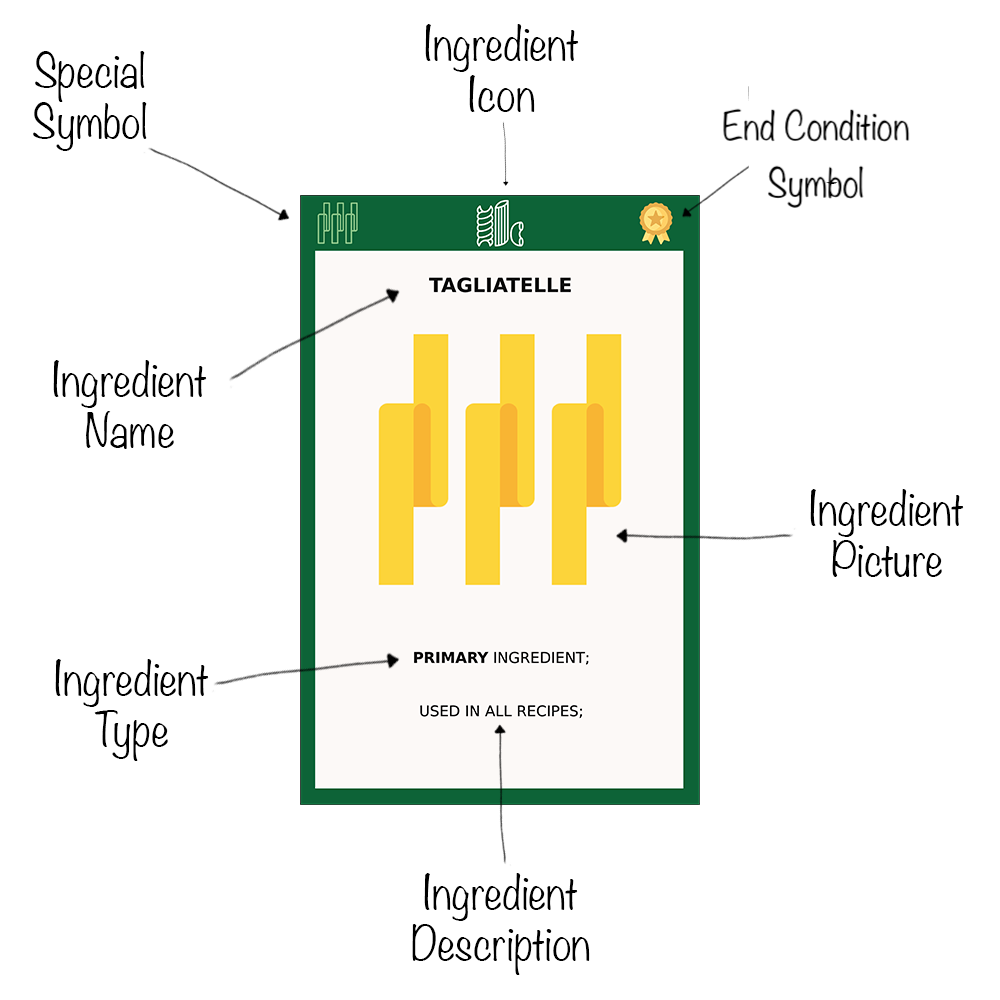 Ingredient
Icon
Special
Symbol
End Condition
Symbol
TAGLIATELLE
Ingredient
Name
Ingredient
Picture
PRIMARY INGREDIENT;
Ingredient
Type
USED IN ALL RECIPES;
Ingredient
Description